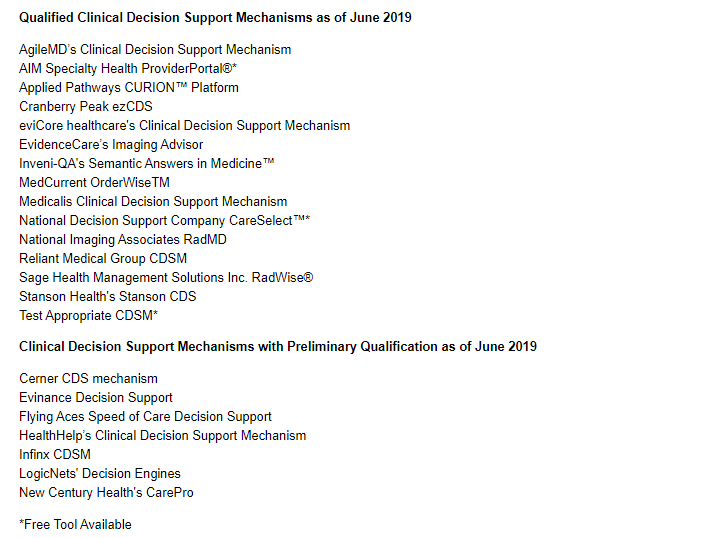 Qualified Clinical Decision Support Mechanisms as of June 2019
AgileMD's Clinical Decision Support Mechanism
AIM Specialty Health ProviderPortal®*
Applied Pathways CURION™ Platform
Cranberry Peak ezCDS
eviCore healthcare's Clinical Decision Support Mechanism
EvidenceCare's Imaging Advisor
Inveni-QA's Semantic Answers in Medicine™
MedCurrent OrderWiseTM
Medicalis Clinical Decision Support Mechanism
National Decision Support Company CareSelect™*
National Imaging Associates RadMD
Reliant Medical Group CDSM
Sage Health Management Solutions Inc. RadWise®
Stanson Health's Stanson CDS
Test Appropriate CDSM*
Clinical Decision Support Mechanisms with Preliminary Qualification as of June 2019
Cerner CDS mechanism
Evinance Decision Support
Flying Aces Speed of Care Decision Support
HealthHelp's Clinical Decision Support Mechanism
Infinx CDSM
LogicNets' Decision Engines
New Century Health's CarePro
*Free Tool Available